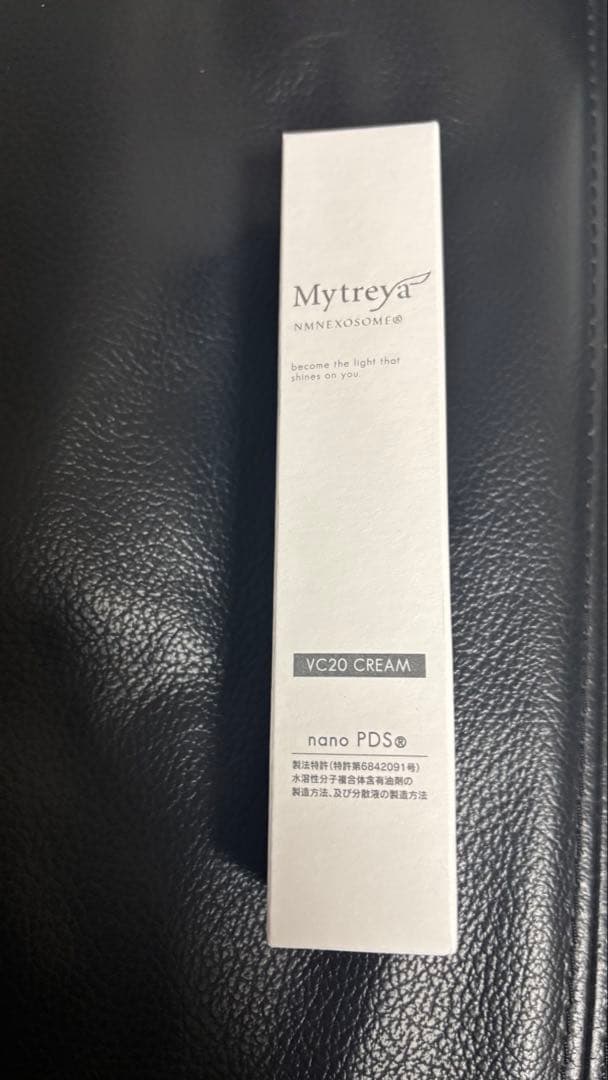 Mytreya
NMNEXOSOME®
become the light that
shines on you.
VC20 CREAM
nano PDS®
製法特許(特許第6842091号)
水溶性分子複合体含有油剤の
製造方法、及び分散液の製造方法